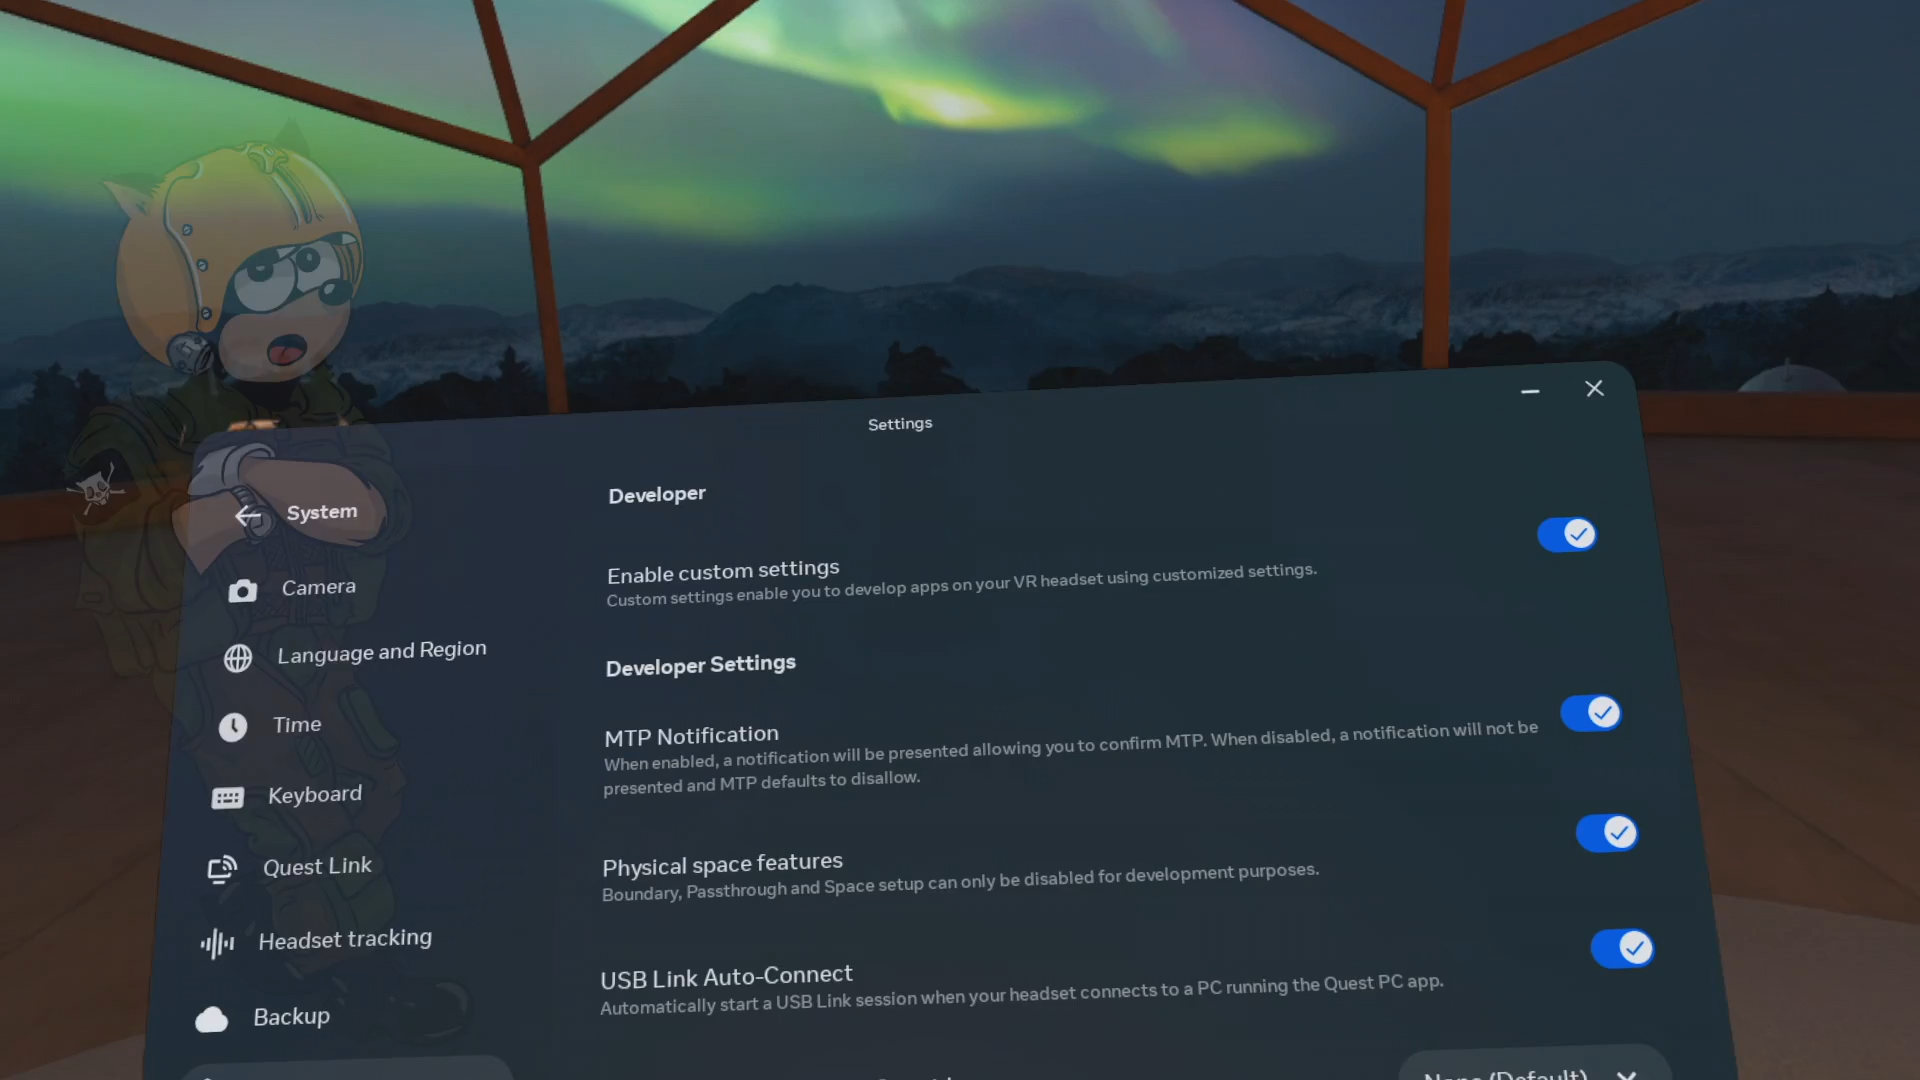 Settings
System
Camera
Language and Region
Time
Keyboard
Quest Link
Headset tracking
Backup
Developer
Enable custom settings
Custom settings enable you to develop apps on your VR headset using customized settings.
Developer Settings
MTP Notification
When enabled, a notification will be presented allowing you to confirm MTP. When disabled, a notification will not be
presented and MTP defaults to disallow.
Physical space features
Boundary, Passthrough and Space setup can only be disabled for development purposes.
USB Link Auto-Connect
Automatically start a USB Link session when your headset connects to a PC running the Quest PC app.
None (Default)